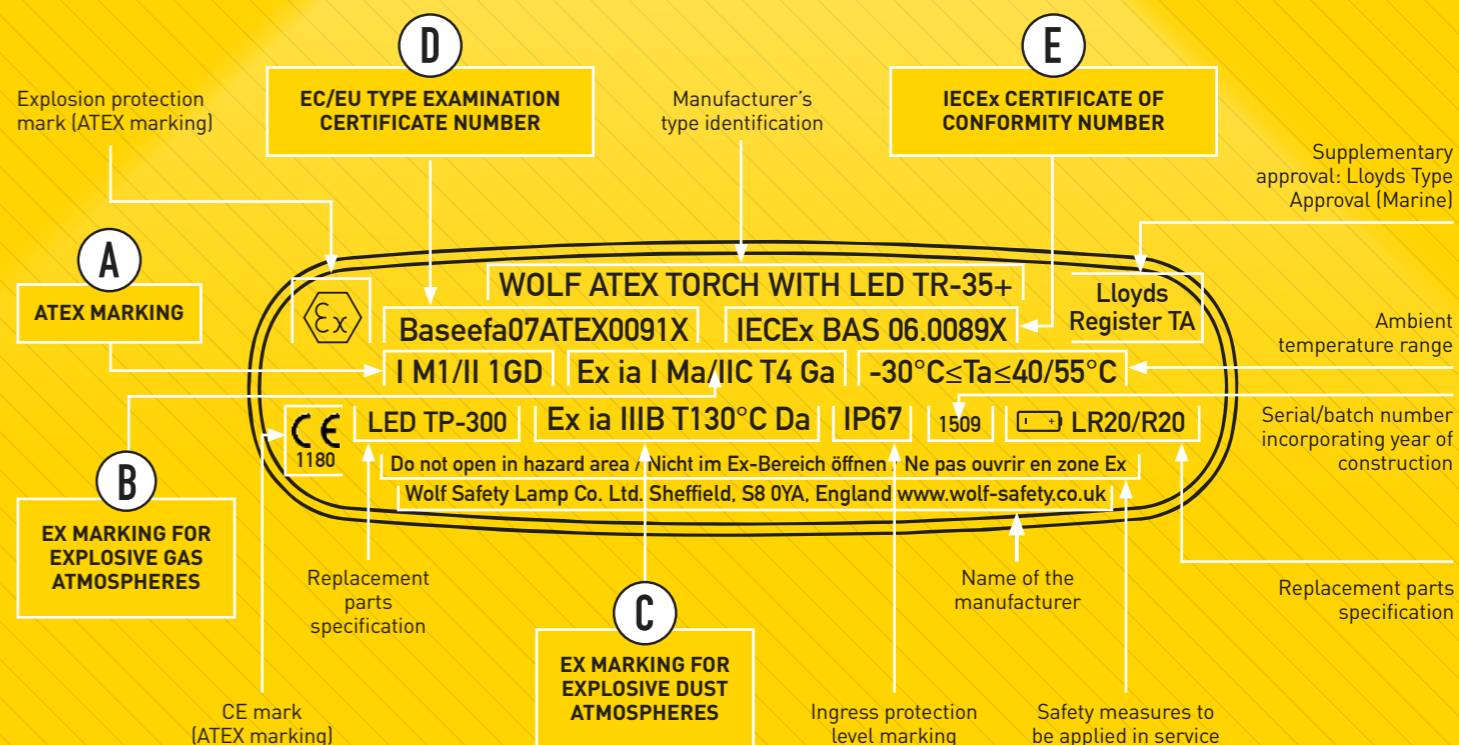 D
EC/EU TYPE EXAMINATION
CERTIFICATE NUMBER
E
IECEx CERTIFICATE OF
CONFORMITY NUMBER
Explosion protection
mark (ATEX marking)
Manufacturer’s
type identification
Supplementary
approval: Lloyds Type
Approval (Marine)
A
ATEX MARKING
WOLF ATEX TORCH WITH LED TR-35+
Ex
Baseefa07ATEX0091X
IECEx BAS 06.0089X
Lloyds
Register TA
I M1/II 1GD
Ex ia I Ma/IIC T4 Ga
-30°C≤Ta≤40/55°C
Ambient
temperature range
CE
1180
LED TP-300
Ex ia IIIB T130°C Da
IP67
1509
LR20/R20
Serial/batch number
incorporating year of
construction
Do not open in hazard area / Nicht im Ex-Bereich öffnen / Ne pas ouvrir en zone Ex
Wolf Safety Lamp Co. Ltd. Sheffield, S8 0YA, England www.wolf-safety.co.uk
B
EX MARKING FOR
EXPLOSIVE GAS
ATMOSPHERES
Replacement
parts
specification
C
EX MARKING FOR
EXPLOSIVE DUST
ATMOSPHERES
Name of the
manufacturer
Replacement parts
specification
CE mark
(ATEX marking)
Ingress protection
level marking
Safety measures to
be applied in service